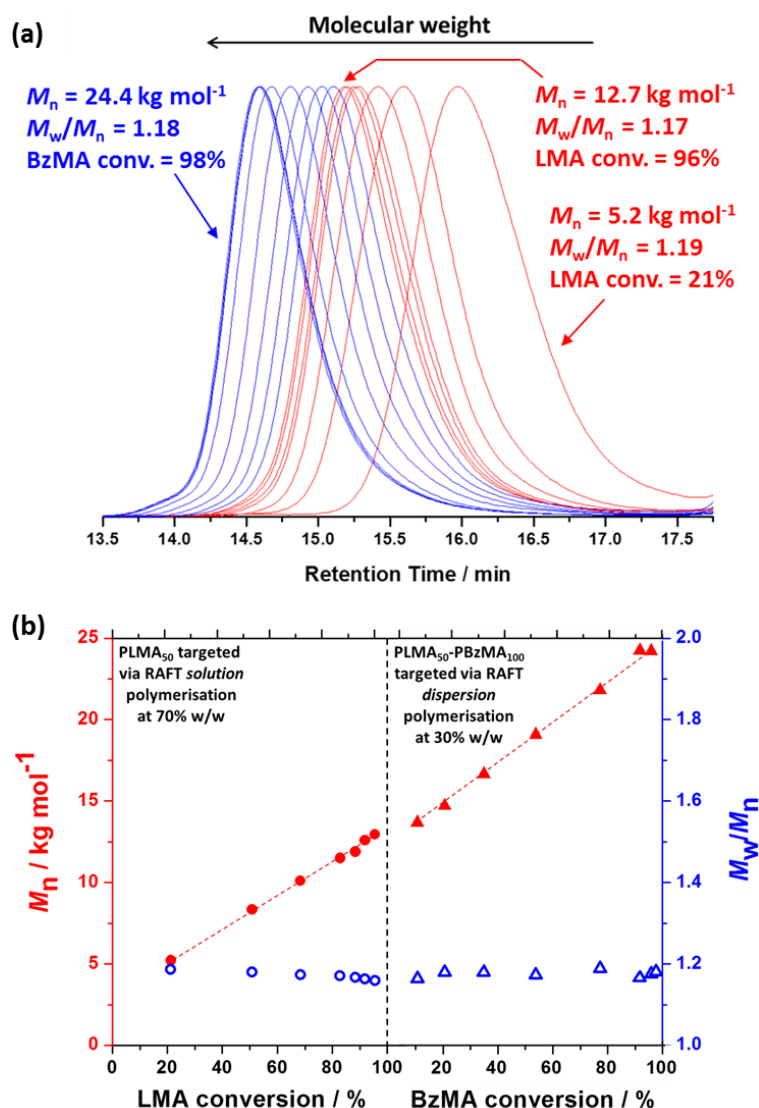 (a)
Molecular weight
Mn = 24.4 kg mol-1
Mw/Mn = 1.18
BzMA conv. = 98%
Mn = 12.7 kg mol-1
Mw/Mn = 1.17
LMA conv. = 96%
Mn = 5.2 kg mol-1
Mw/Mn = 1.19
LMA conv. = 21%
13.5 14.0 14.5 15.0 15.5 16.0 16.5 17.0 17.5
Retention Time / min
(b)
PLMA50 targeted
via RAFT solution
polymerisation
at 70% w/w
PLMA50-PBzMA100
targeted via RAFT
dispersion
polymerisation
at 30% w/w
Mn / kg mol-1
25
20
15
10
5
0
2.0
1.8
1.6
1.4
1.2
1.0
Mw/Mn
0 20 40 60 80 100 20 40 60 80 100
LMA conversion / %
BzMA conversion / %